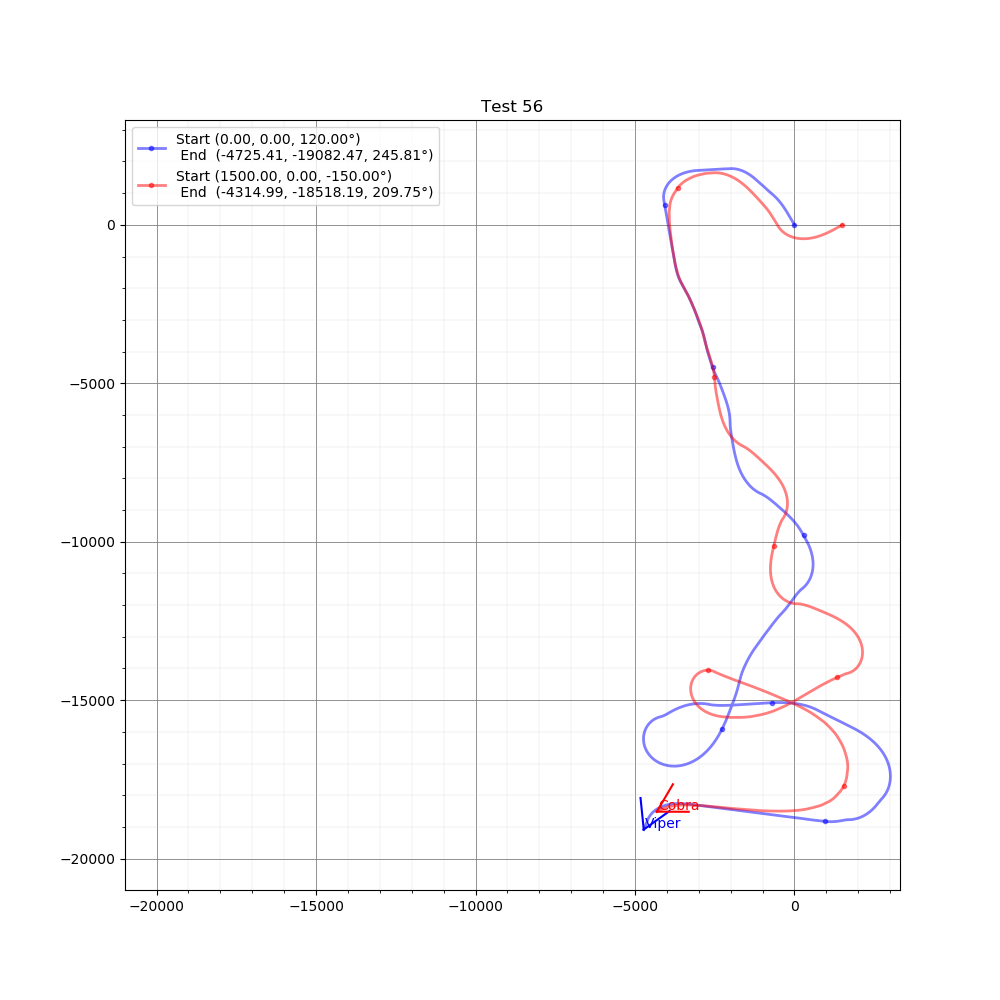 Test 56
Start (0.00, 0.00, 120.00°)
End (-4725.41, -19082.47, 245.81°)
Start (1500.00, 0.00, -150.00°)
End (-4314.99, -18518.19, 209.75°)
0
−5000
−10000
−15000
−20000
Cobra
Viper
−20000 −15000 −10000 −5000 0